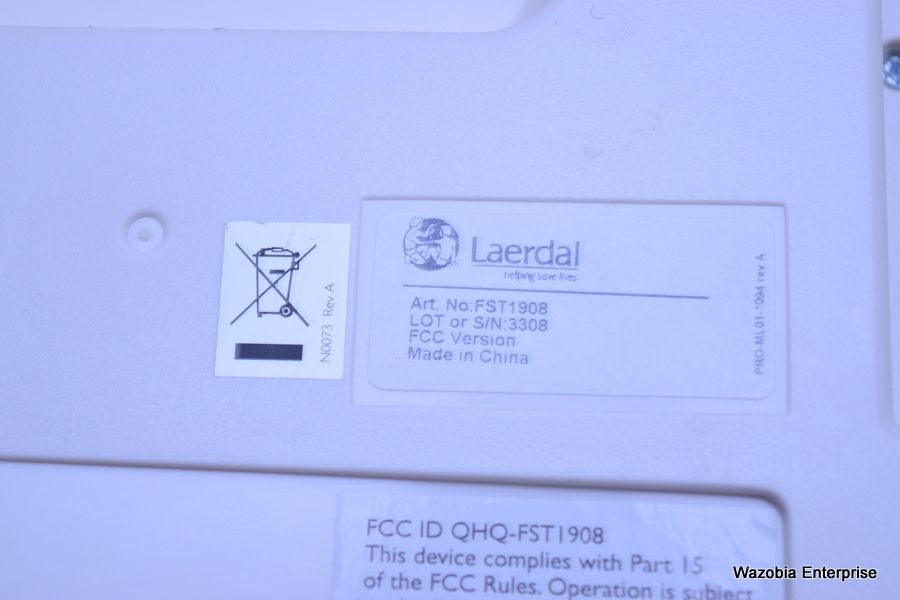 Laerdal
helping save lives
Art. No:FST1908
LOT or S/N:3308
FCC Version
Made in China
PRO-ML01-1094 rev A
N0073 Rev A
FCC ID QHQ-FST1908
This device complies with Part 15
of the FCC Rules. Operation is subject
Wazobia Enterprise